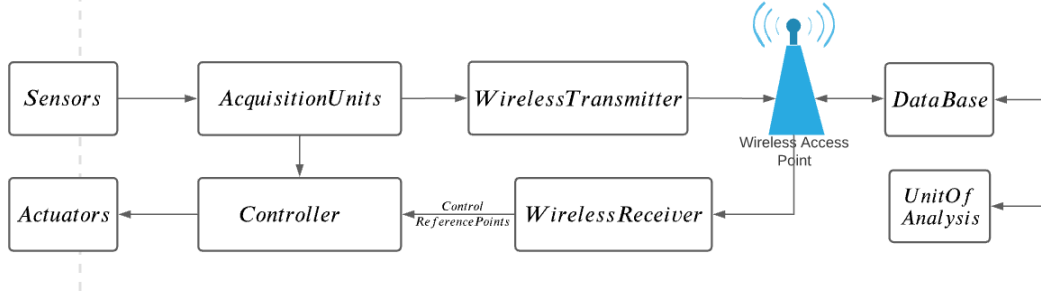 Sensors
AcquisitionUnits
WirelessTransmitter
Wireless Access
Point
DataBase
Actuators
Controller
Control
ReferencePoints
WirelessReceiver
UnitOf
Analysis